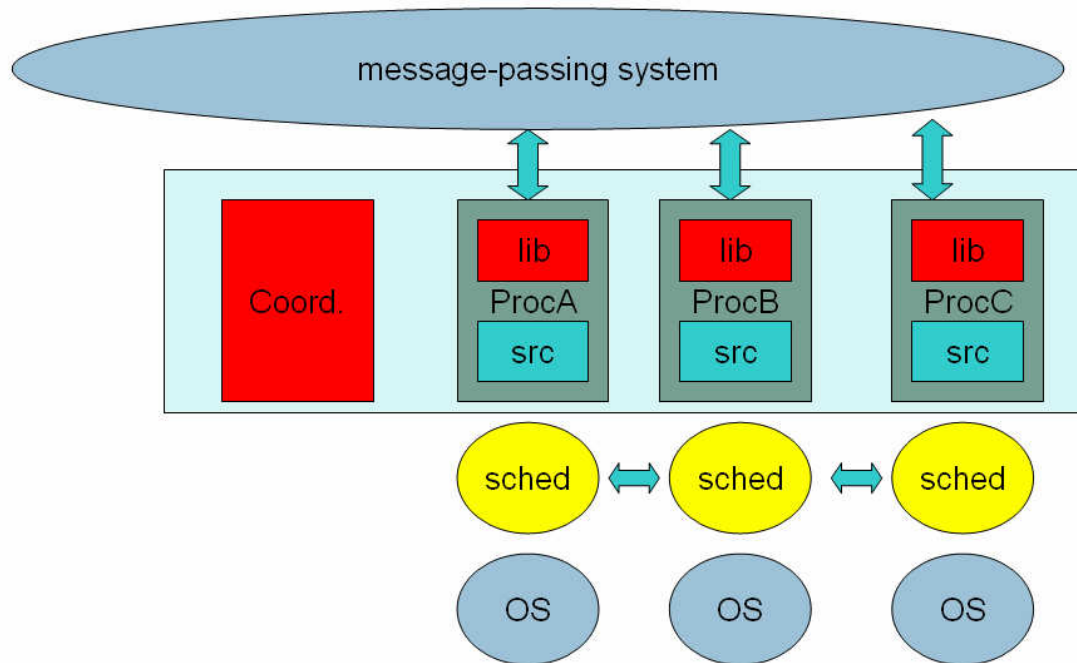 message-passing system
Coord.
lib
ProcA
src
lib
ProcB
src
lib
ProcC
src
sched
sched
sched
OS
OS
OS